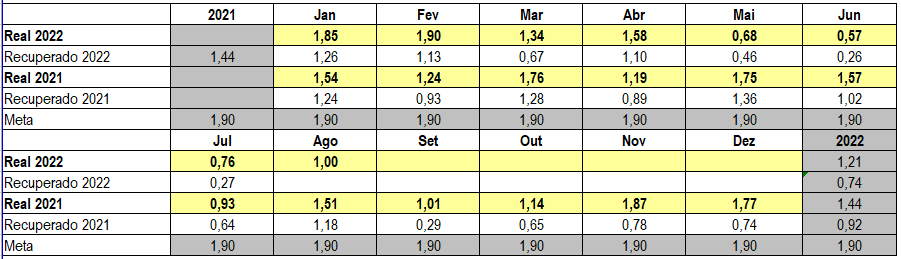 2021 Jan Fev Mar Abr Mai Jun
Real 2022 1,85 1,90 1,34 1,58 0,68 0,57
Recuperado 2022 1,44 1,26 1,13 0,67 1,10 0,46 0,26
Real 2021 1,54 1,24 1,76 1,19 1,75 1,57
Recuperado 2021 1,24 0,93 1,28 0,89 1,36 1,02
Meta 1,90 1,90 1,90 1,90 1,90 1,90 1,90
Jul Ago Set Out Nov Dez 2022
Real 2022 0,76 1,00 1,21
Recuperado 2022 0,27 0,74
Real 2021 0,93 1,51 1,01 1,14 1,87 1,77 1,44
Recuperado 2021 0,64 1,18 0,29 0,65 0,78 0,74 0,92
Meta 1,90 1,90 1,90 1,90 1,90 1,90 1,90